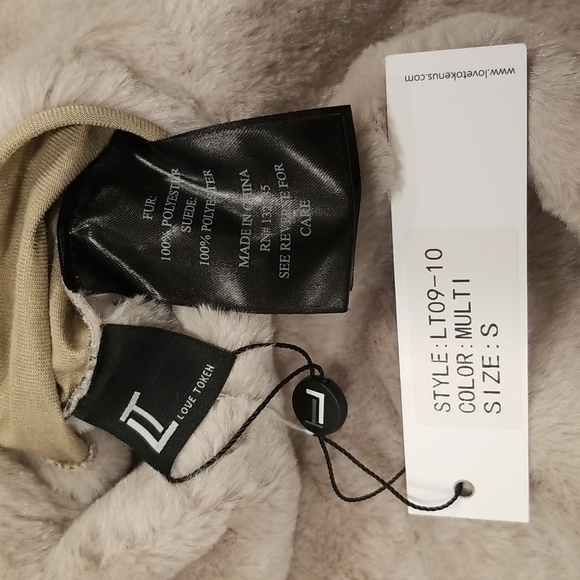 www.lovetokenus.com
FUR:
100% POLYESTER
SUEDE:
100% POLYESTER
MADE IN CHINA
RN#
SEE REVERSE FOR
CARE
LT
LOVE TOKEN
STYLE:LT09-10
COLOR:MULTI
SIZE:S